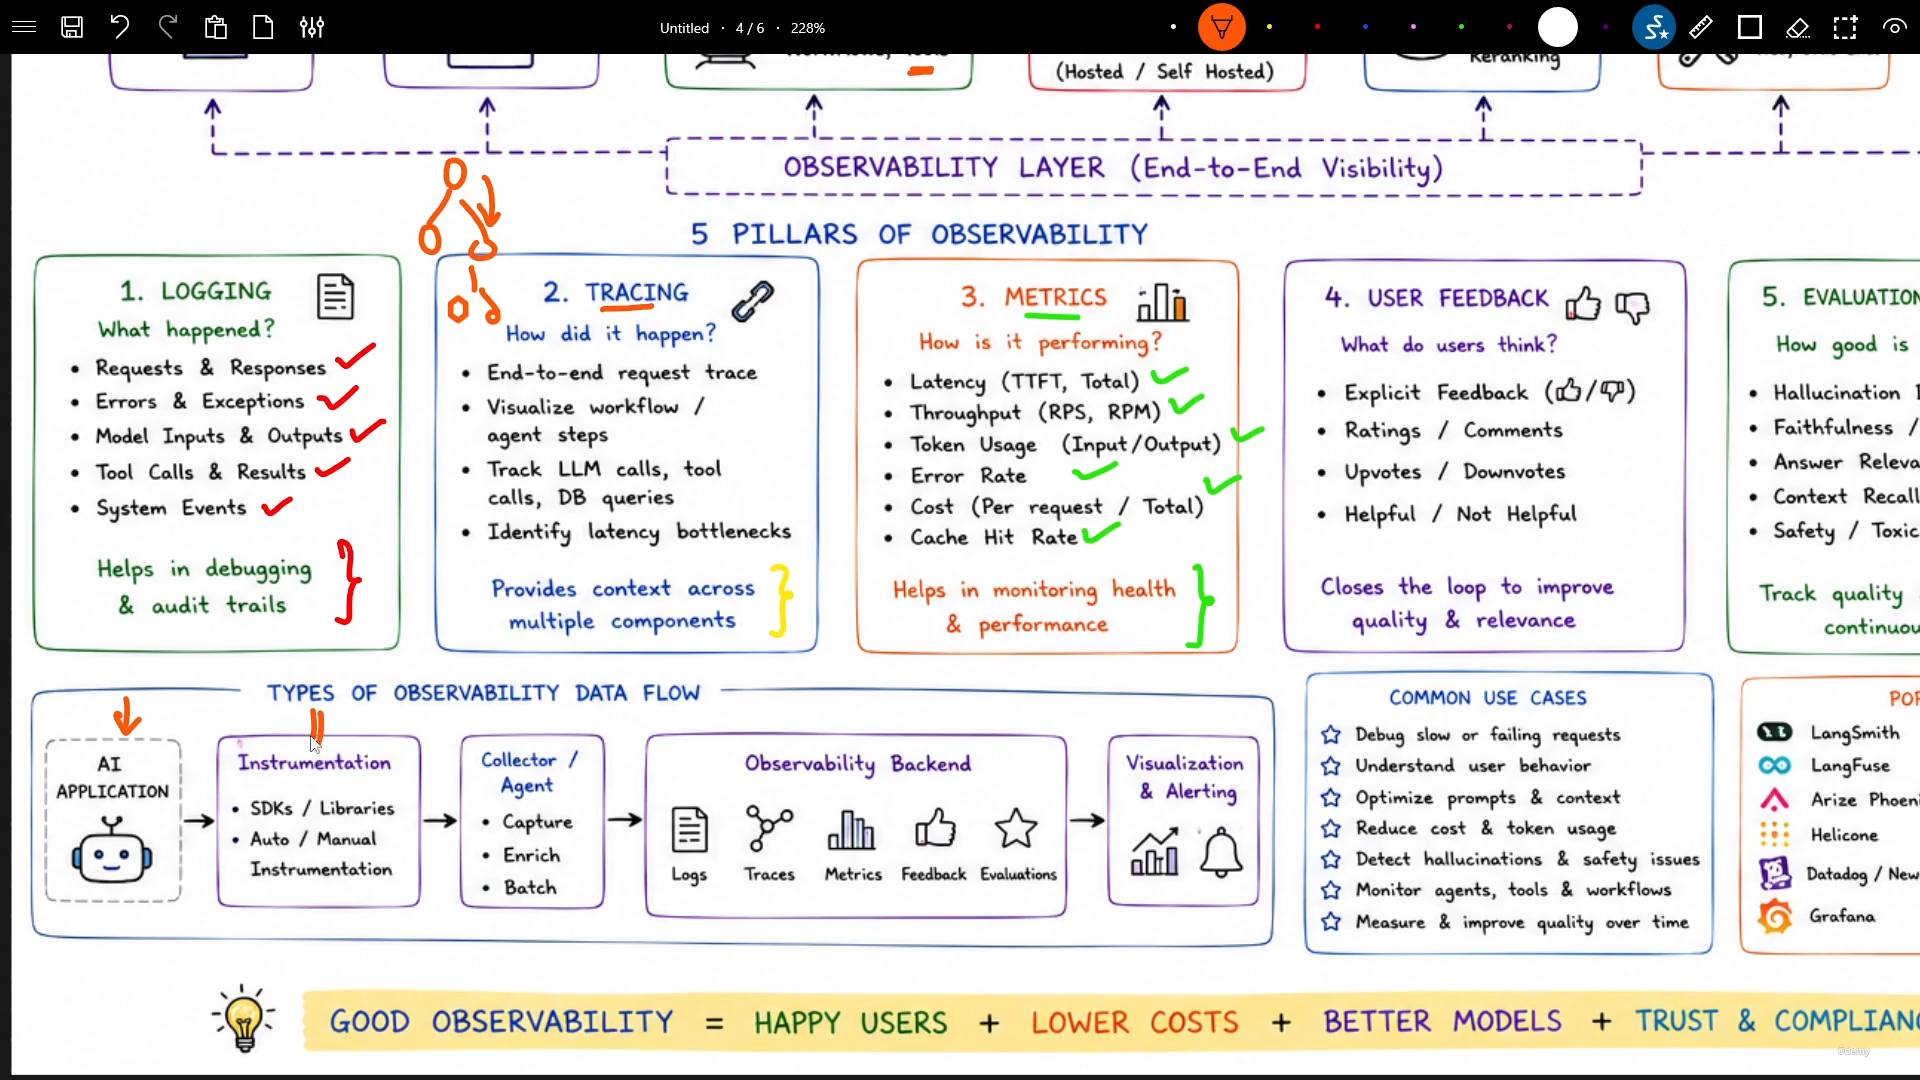 Untitled · 4 / 6 · 228%
(Hosted / Self Hosted)
Reranking
OBSERVABILITY LAYER (End-to-End Visibility)
5 PILLARS OF OBSERVABILITY
1. LOGGING
What happened?
• Requests & Responses
• Errors & Exceptions
• Model Inputs & Outputs
• Tool Calls & Results
• System Events
Helps in debugging
& audit trails
2. TRACING
How did it happen?
• End-to-end request trace
• Visualize workflow /
agent steps
• Track LLM calls, tool
calls, DB queries
• Identify latency bottlenecks
Provides context across
multiple components
3. METRICS
How is it performing?
• Latency (TTFT, Total)
• Throughput (RPS, RPM)
• Token Usage (Input/Output)
• Error Rate
• Cost (Per request / Total)
• Cache Hit Rate
Helps in monitoring health
& performance
4. USER FEEDBACK
What do users think?
• Explicit Feedback (👍/👎)
• Ratings / Comments
• Upvotes / Downvotes
• Helpful / Not Helpful
Closes the loop to improve
quality & relevance
5. EVALUATION
How good is
• Hallucination
• Faithfulness /
• Answer Releva
• Context Recall
• Safety / Toxic
Track quality
continuou
TYPES OF OBSERVABILITY DATA FLOW
AI
APPLICATION
Instrumentation
• SDKs / Libraries
• Auto / Manual
Instrumentation
Collector /
Agent
• Capture
• Enrich
• Batch
Observability Backend
Logs Traces Metrics Feedback Evaluations
Visualization
& Alerting
COMMON USE CASES
Debug slow or failing requests
Understand user behavior
Optimize prompts & context
Reduce cost & token usage
Detect hallucinations & safety issues
Monitor agents, tools & workflows
Measure & improve quality over time
POP
LangSmith
LangFuse
Arize Phoeni
Helicone
Datadog / New
Grafana
GOOD OBSERVABILITY = HAPPY USERS + LOWER COSTS + BETTER MODELS + TRUST & COMPLIANC
Udemy